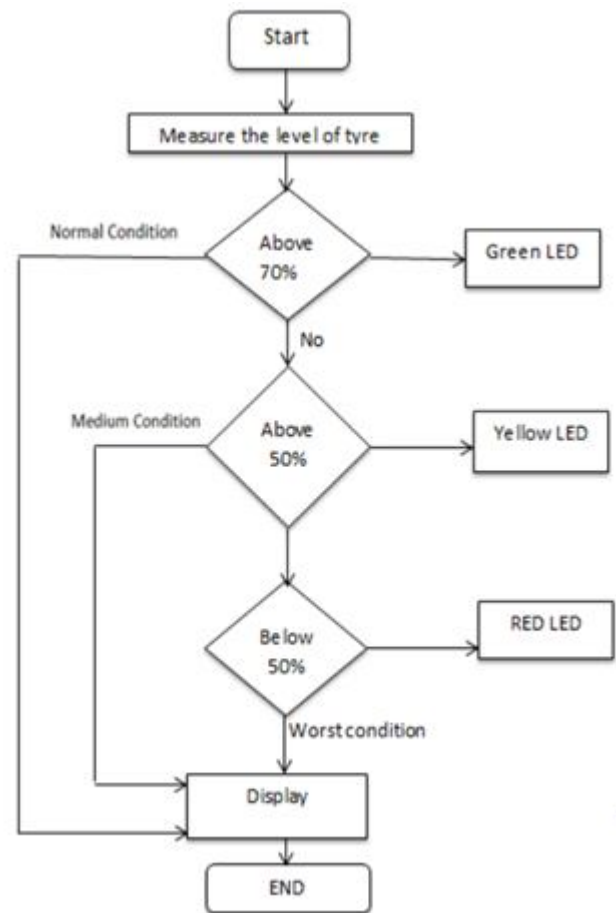 Start
Measure the level of tyre
Normal Condition
Above
70%
Green LED
No
Medium Condition
Above
50%
Yellow LED
Below
50%
RED LED
Worst condition
Display
END